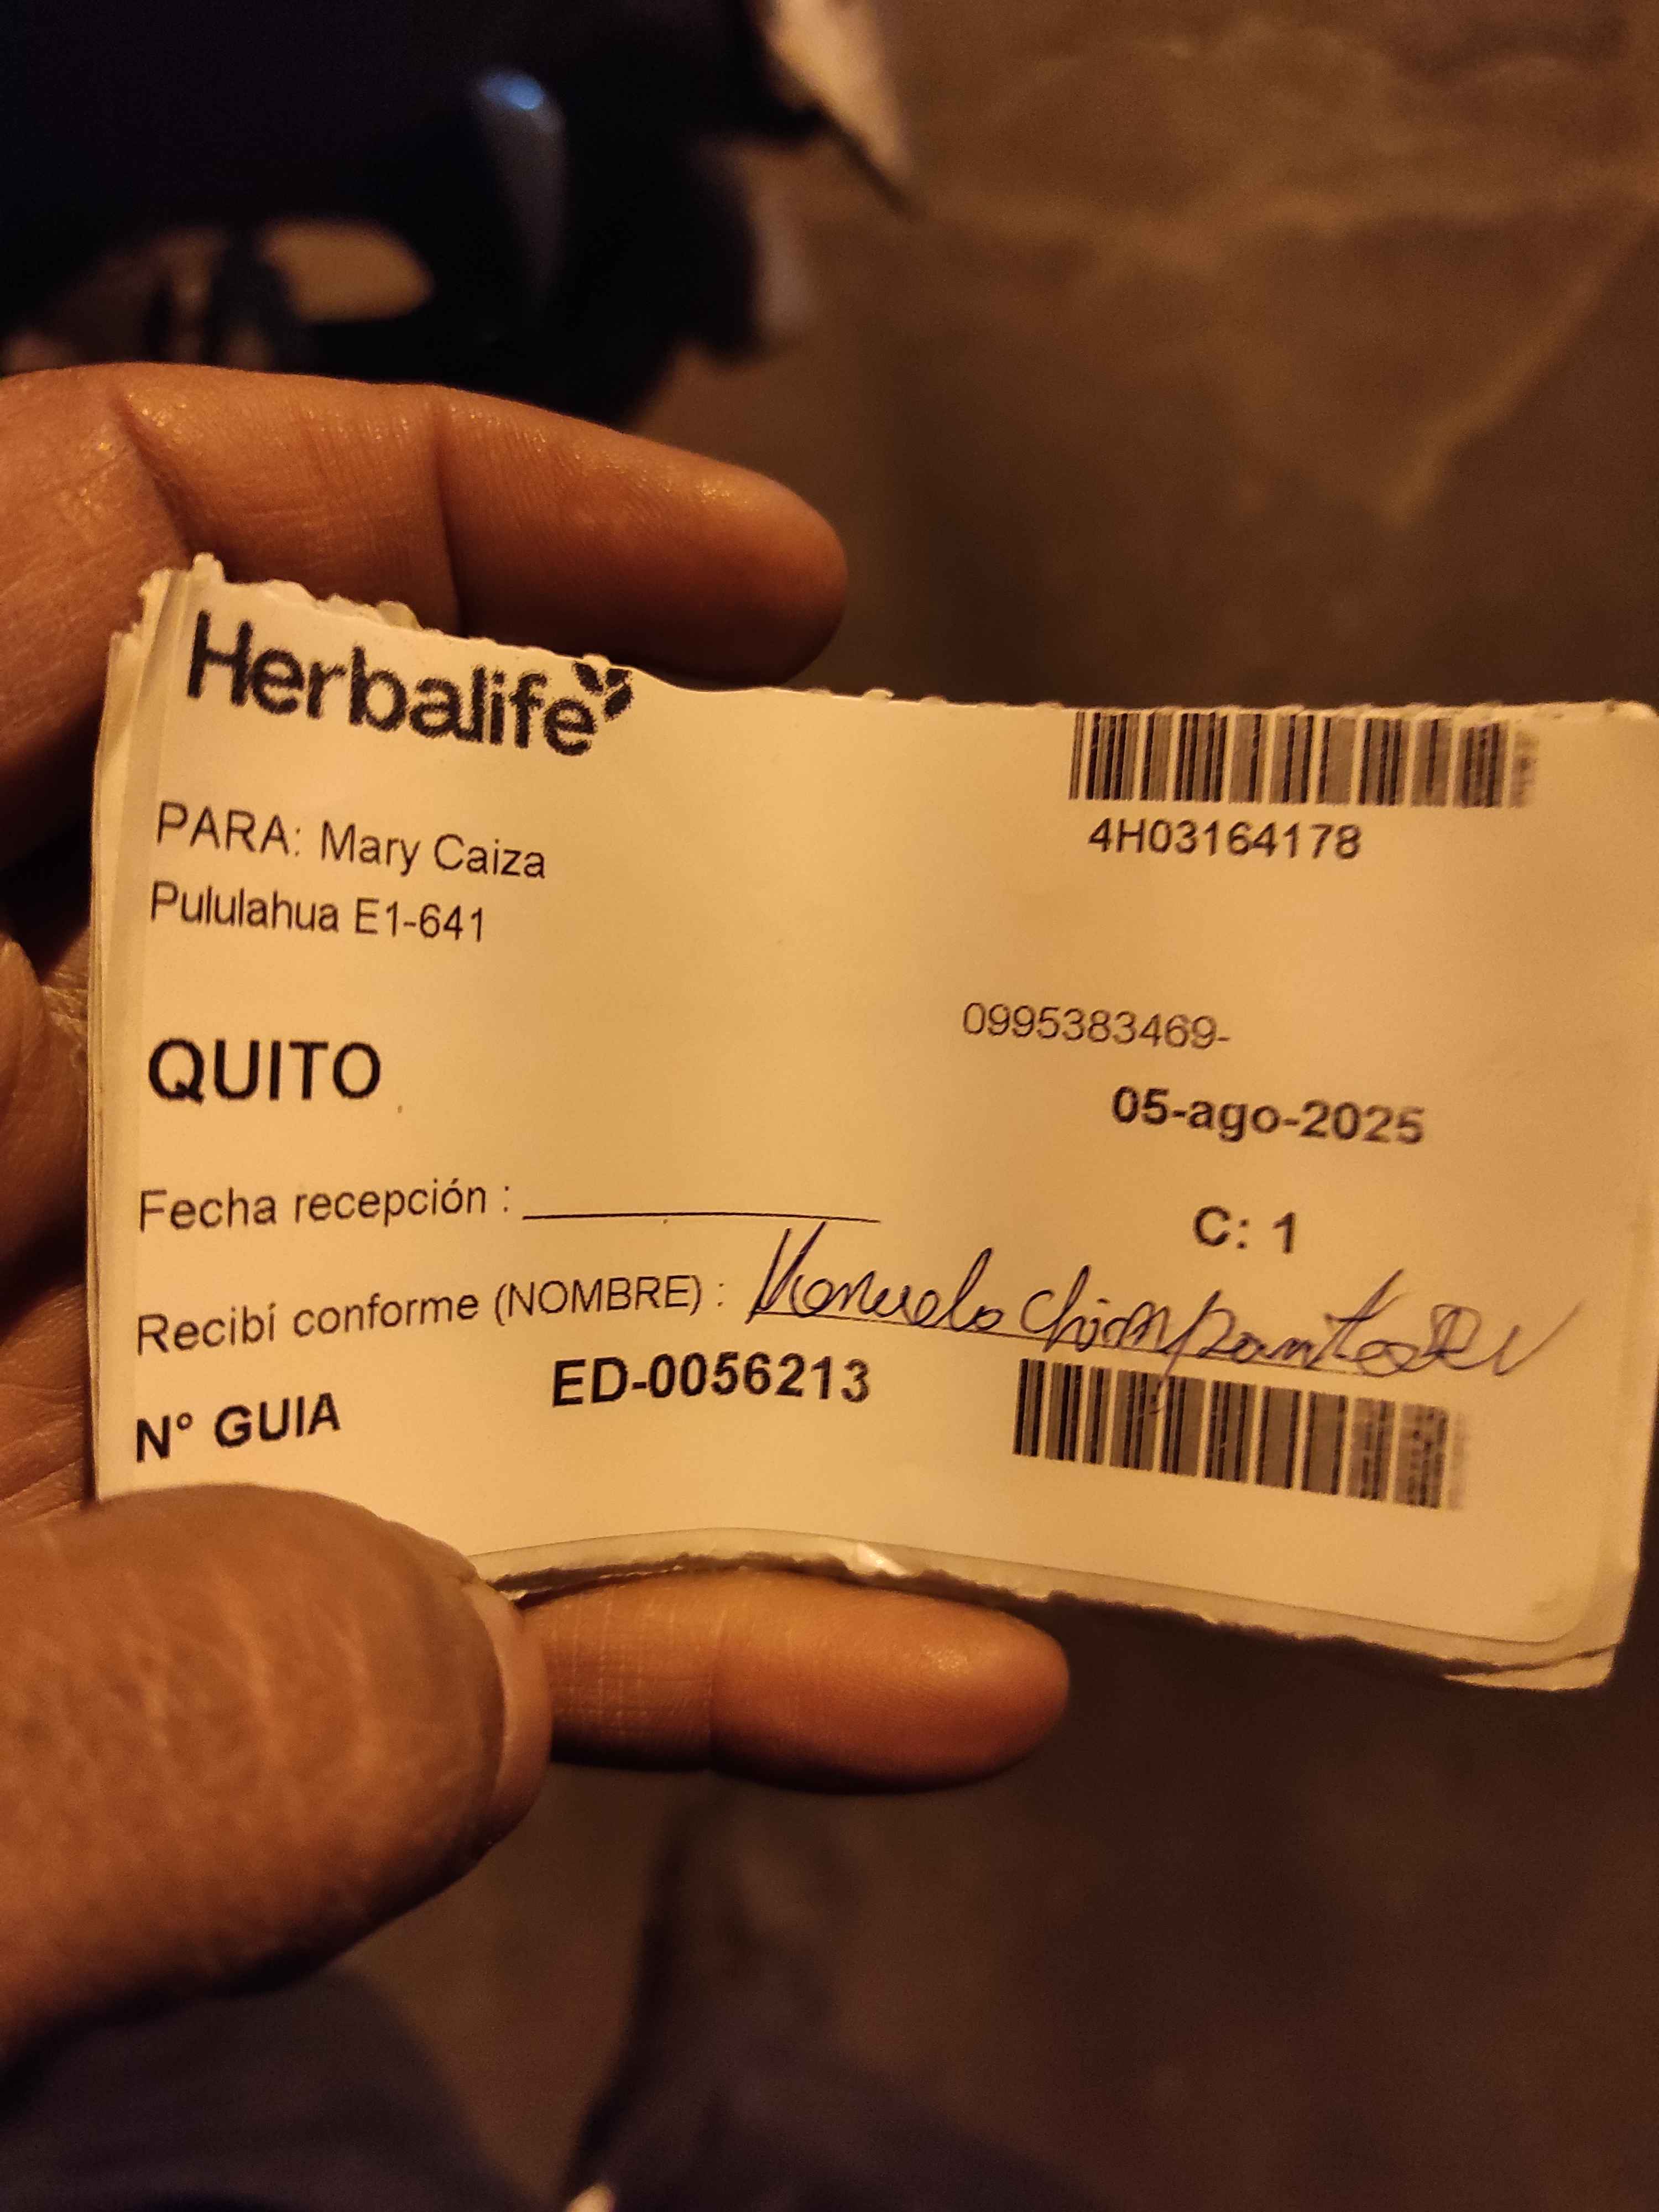 Herbalife
4H03164178
PARA: Mary Caiza
Pululahua E1-641
0995383469-
QUITO
05-ago-2025
Fecha recepción :
C: 1
Recibí conforme (NOMBRE) : Manuela
ED-0056213
N° GUIA